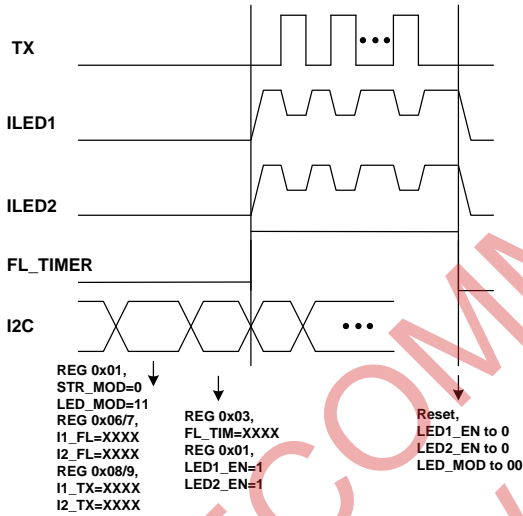 TX
ILED1
ILED2
FL_TIMER
I2C
REG 0x01,
STR_MOD=0
LED_MOD=11
REG 0x06/7,
I1_FL=XXXX
I2_FL=XXXX
REG 0x08/9,
I1_TX=XXXX
I2_TX=XXXX
REG 0x03,
FL_TIM=XXXX
REG 0x01,
LED1_EN=1
LED2_EN=1
Reset,
LED1_EN to 0
LED2_EN to 0
LED_MOD to 00
ECOMM